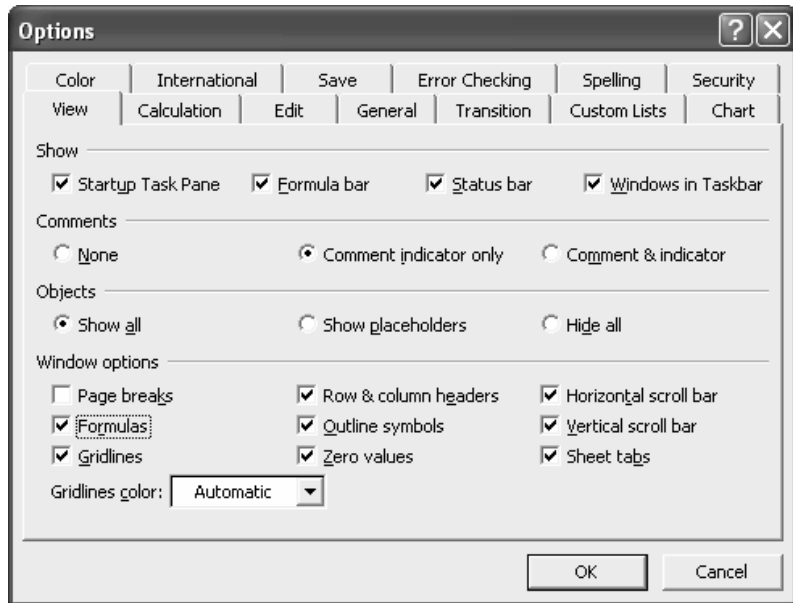 Options
Color International Save Error Checking Spelling Security
View Calculation Edit General Transition Custom Lists Chart
Show
Startup Task Pane Formula bar Status bar Windows in Taskbar
Comments
None Comment indicator only Comment & indicator
Objects
Show all Show placeholders Hide all
Window options
Page breaks Row & column headers Horizontal scroll bar
Formulas Outline symbols Vertical scroll bar
Gridlines Zero values Sheet tabs
Gridlines color: Automatic
OK Cancel